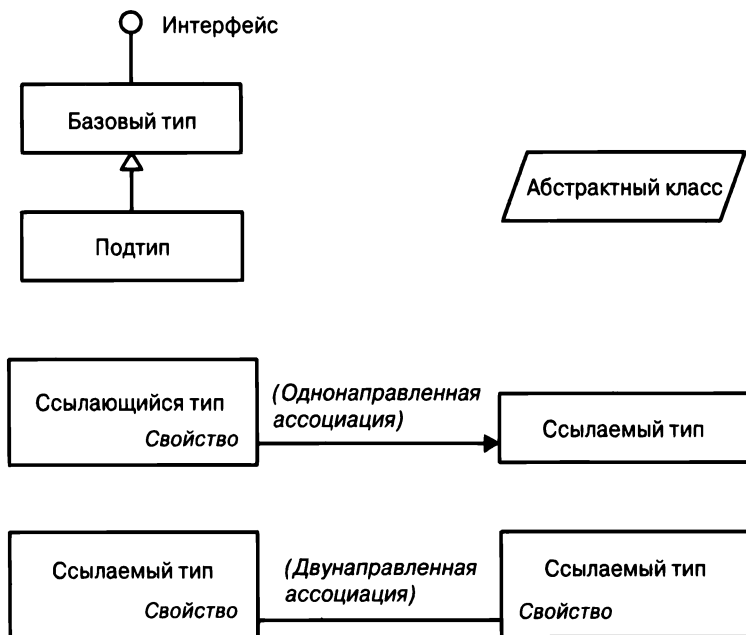 Интерфейс
Базовый тип
Абстрактный класс
Подтип
Ссылающийся тип
Свойство
(Однонаправленная
ассоциация)
Ссылаемый тип
Ссылаемый тип
Свойство
(Двунаправленная
ассоциация)
Ссылаемый тип
Свойство